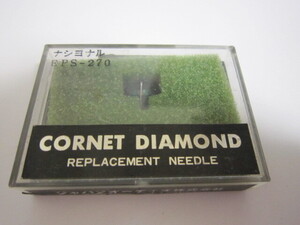 ナショナル
EPS-270
CORNET DIAMOND
REPLACEMENT NEEDLE